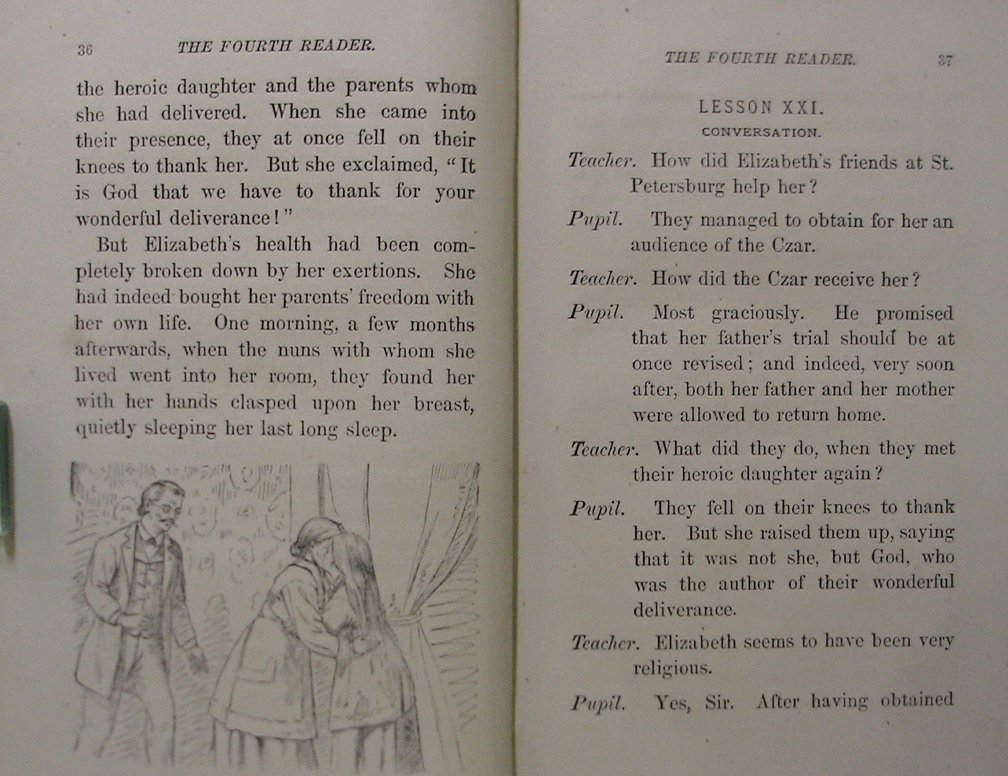 36
THE FOURTH READER.
the heroic daughter and the parents whom
she had delivered. When she came into
their presence, they at once fell on their
knees to thank her. But she exclaimed, “It
is God that we have to thank for your
wonderful deliverance!”
But Elizabeth's health had been com-
pletely broken down by her exertions. She
had indeed bought her parents' freedom with
her own life. One morning, a few months
afterwards, when the nuns with whom she
lived went into her room, they found her
with her hands clasped upon her breast,
quietly sleeping her last long sleep.
THE FOURTH READER.
37
LESSON XXI.
CONVERSATION.
Teacher. How did Elizabeth's friends at St.
Petersburg help her?
Pupil. They managed to obtain for her an
audience of the Czar.
Teacher. How did the Czar receive her?
Pupil. Most graciously. He promised
that her father's trial should be at
once revised; and indeed, very soon
after, both her father and her mother
were allowed to return home.
Teacher. What did they do, when they met
their heroic daughter again?
Pupil. They fell on their knees to thank
her. But she raised them up, saying
that it was not she, but God, who
was the author of their wonderful
deliverance.
Teacher. Elizabeth seems to have been very
religious.
Pupil. Yes, Sir. After having obtained